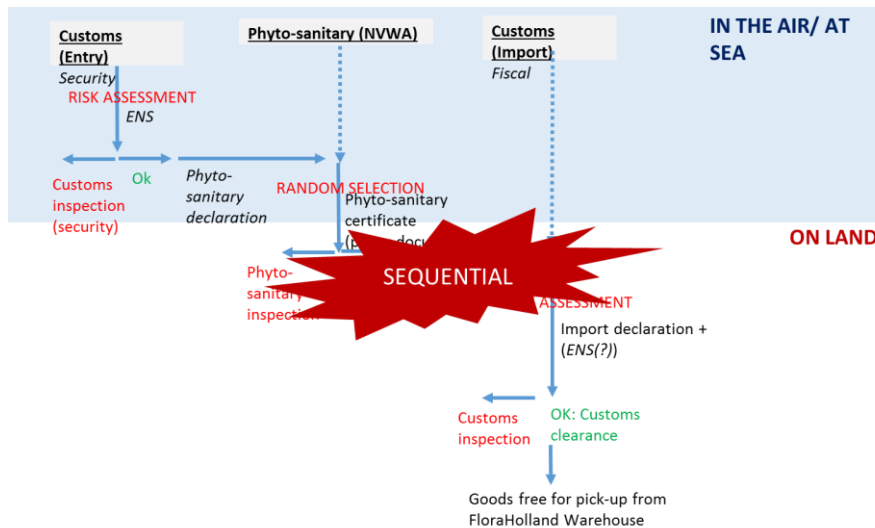 Customs
(Entry)
Security
Phyto-sanitary (NVWA)
Customs
(Import)
Fiscal
IN THE AIR/ AT
SEA
RISK ASSESSMENT
ENS
Customs
inspection
(security)
Ok
Phyto-
sanitary
declaration
RANDOM SELECTION
Phyto-sanitary
certificate
ON LAND
Phyto-
sanitary
inspection
SEQUENTIAL
ASSESSMENT
Import declaration +
(ENS(?))
Customs
inspection
OK: Customs
clearance
Goods free for pick-up from
FloraHolland Warehouse